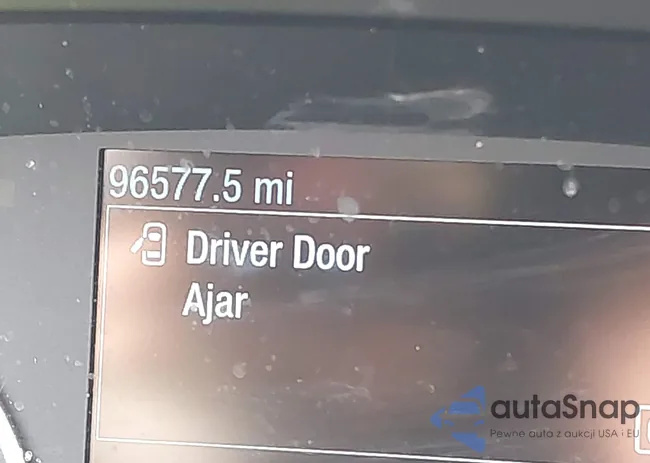 96577.5 mi
Driver Door
Ajar
autaSnap
Pewne auta z aukcji USA i EU